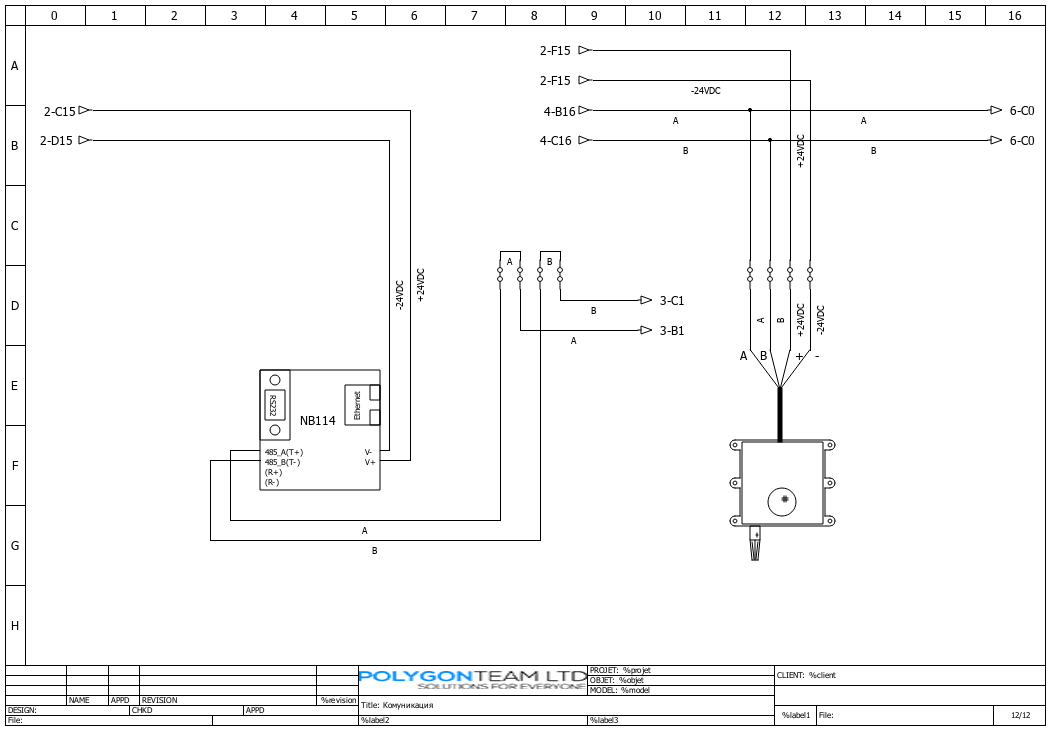 0 1 2 3 4 5 6 7 8 9 10 11 12 13 14 15 16
A
B
C
D
E
F
G
H
2-F15
2-F15
-24VDC
2-C15
4-B16
6-C0
A
A
2-D15
4-C16
6-C0
B
B
+24VDC
A
B
-24VDC
+24VDC
3-C1
B
3-B1
A
A
B
+24VDC
-24VDC
A B + -
RS232
Ethernet
NB114
485_A(T+)
V-
485_B(T-)
V+
(R+)
(R-)
A
B
POLYGONTEAM LTD
SOLUTIONS FOR EVERYONE
PROJET: %projet
OBJET: %objet
MODEL: %model
CLIENT: %client
NAME APPD REVISION %revision
DESIGN: CHKD APPD
File:
Title: Комуникация
%label2
%label3
%label1 File: 12/12